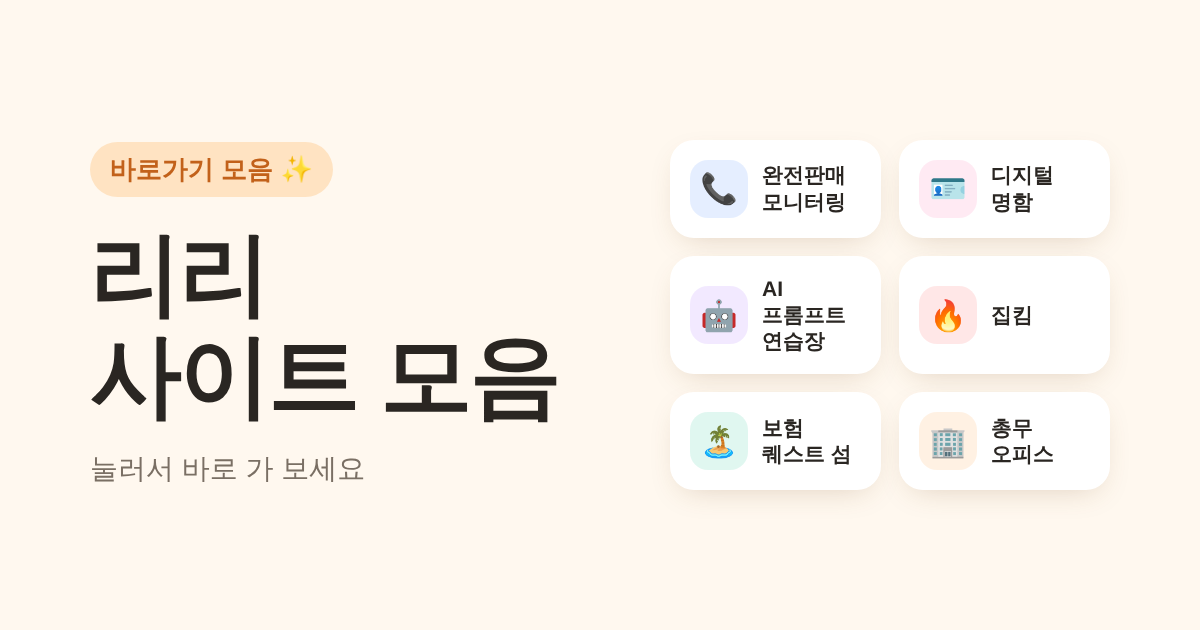 바로가기 모음 ✨
리리
사이트 모음
눌러서 바로 가 보세요
완전판매
모니터링
디지털
명함
AI
프롬프트
연습장
집킴
보험
퀘스트 섬
총무
오피스